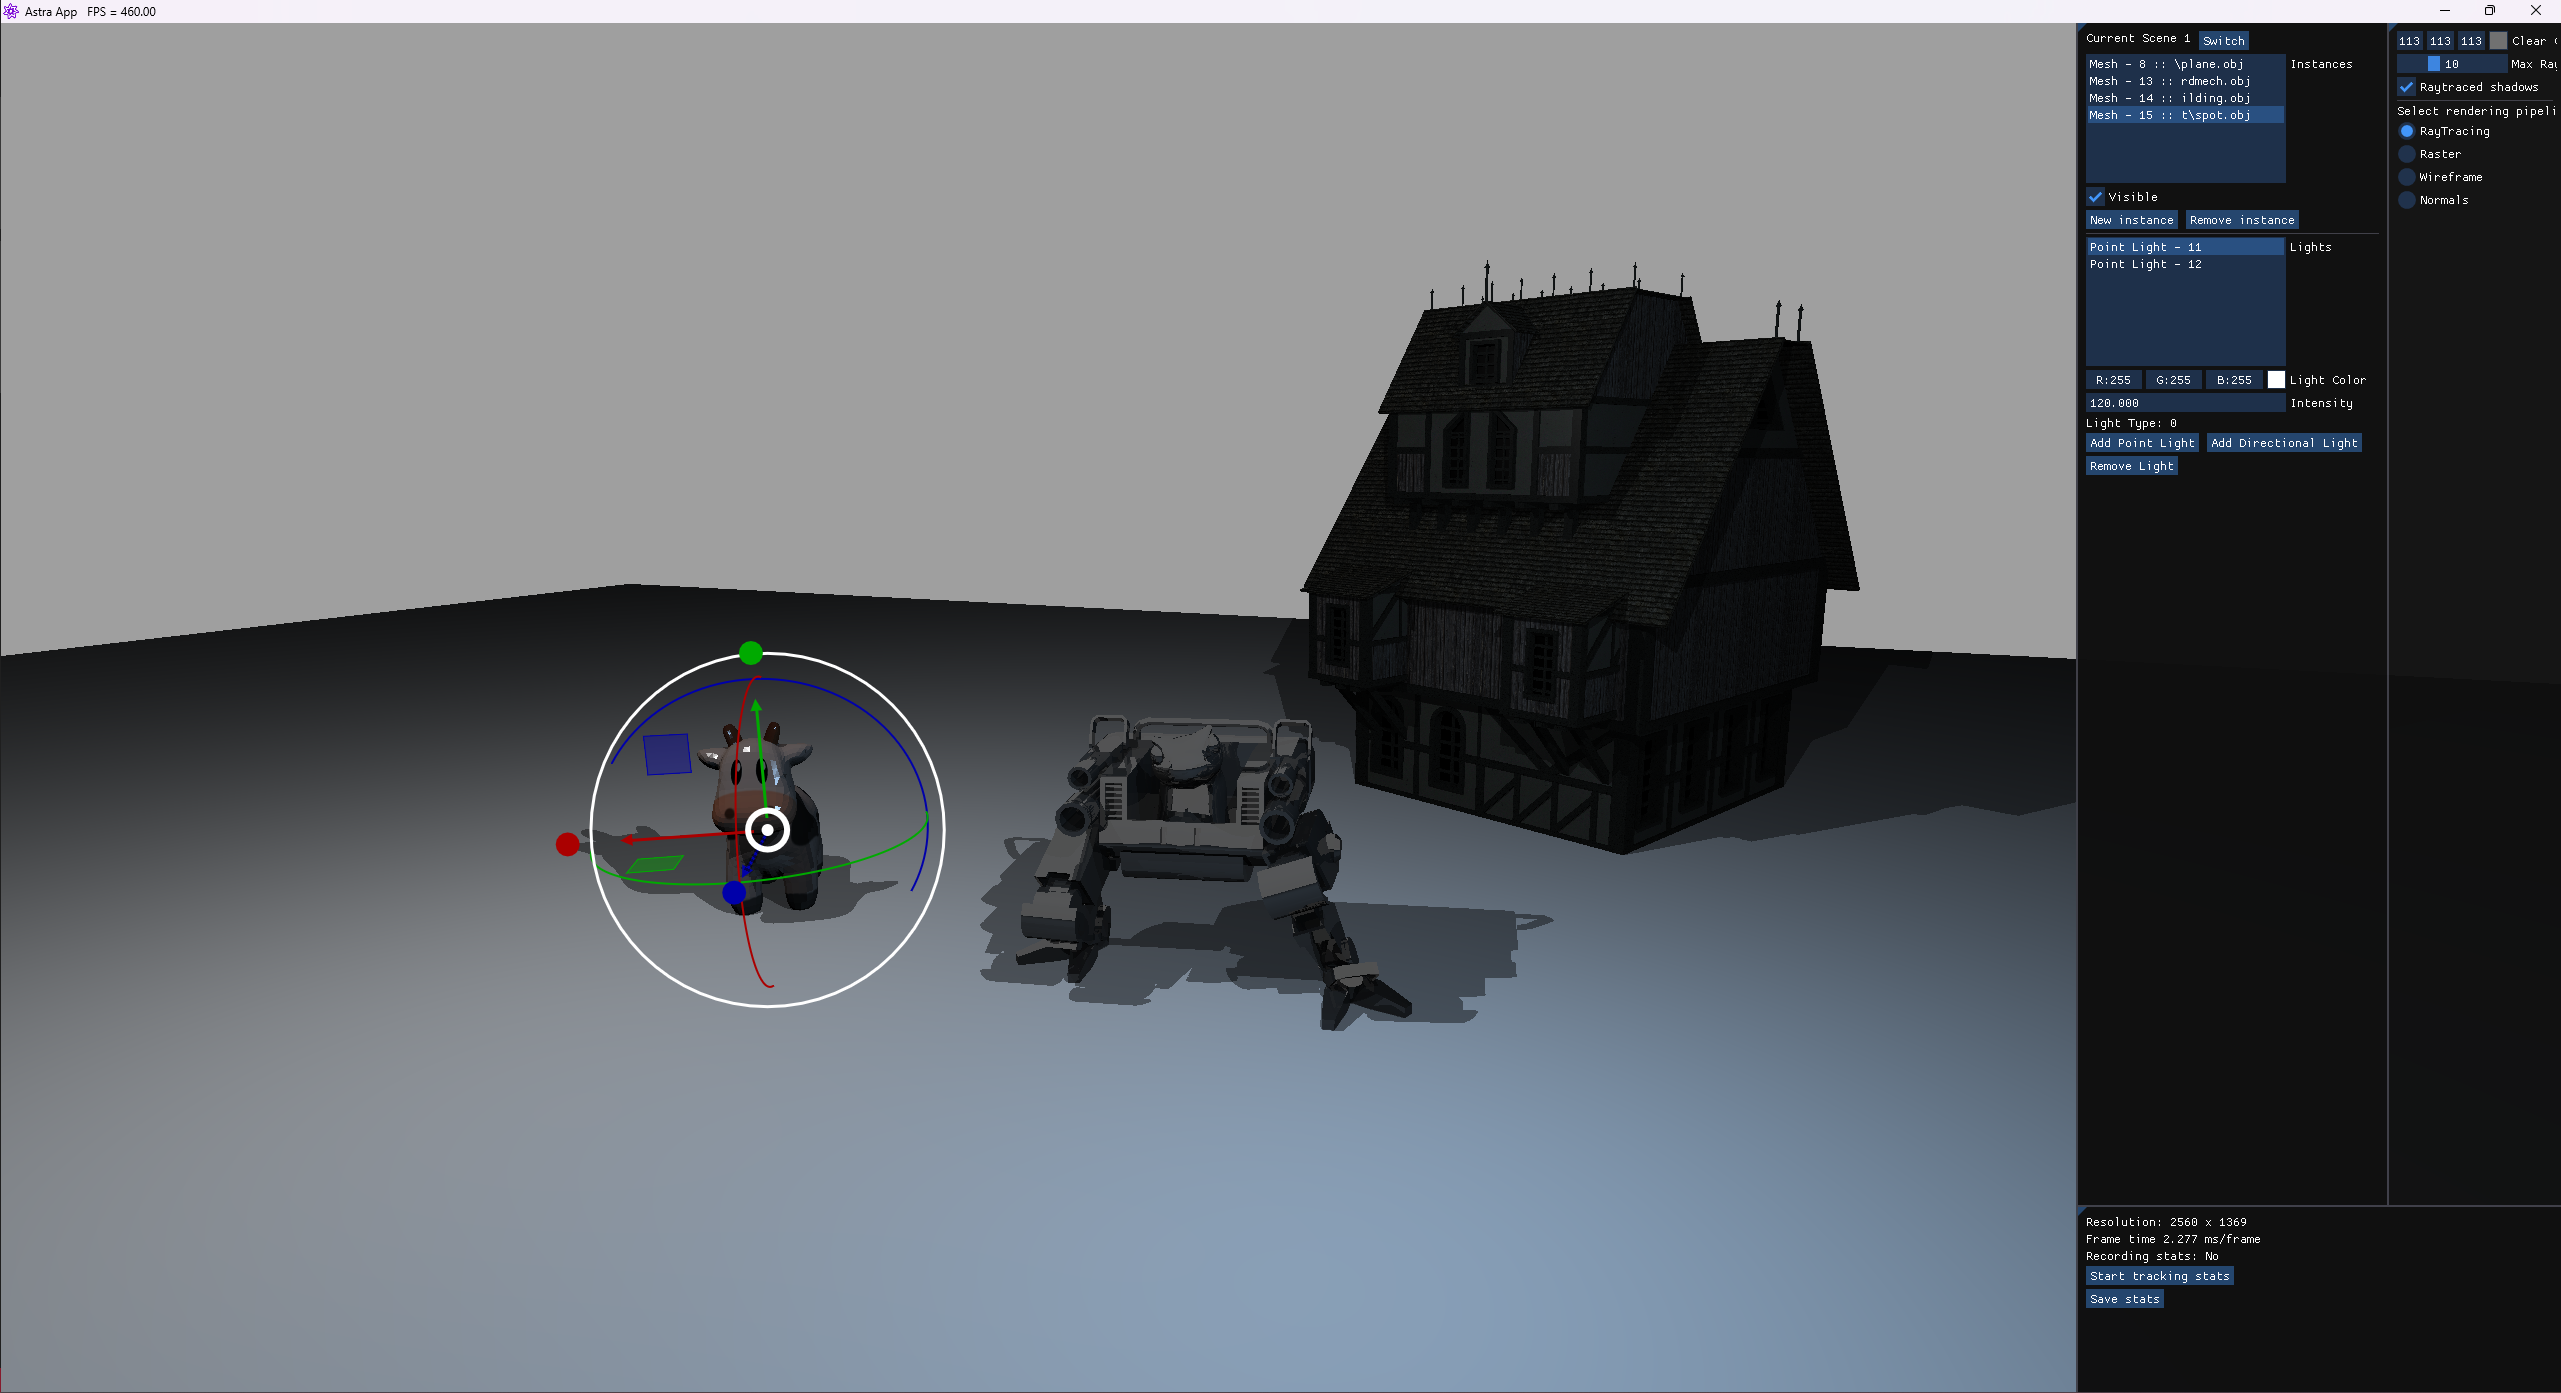 Astra App FPS = 460.00
Current Scene 1 Switch
Mesh - 8 :: \plane.obj Instances
Mesh - 13 :: rdmech.obj
Mesh - 14 :: ilding.obj
Mesh - 15 :: t\spot.obj
Visible
New instance Remove instance
Point Light - 11 Lights
Point Light - 12
R:255 G:255 B:255 Light Color
120.000 Intensity
Light Type: 0
Add Point Light Add Directional Light
Remove Light
113 113 113 Clear
10 Max Ray
Raytraced shadows
Select rendering pipeli
RayTracing
Raster
Wireframe
Normals
Resolution: 2560 x 1369
Frame time 2.277 ms/frame
Recording stats: No
Start tracking stats
Save stats